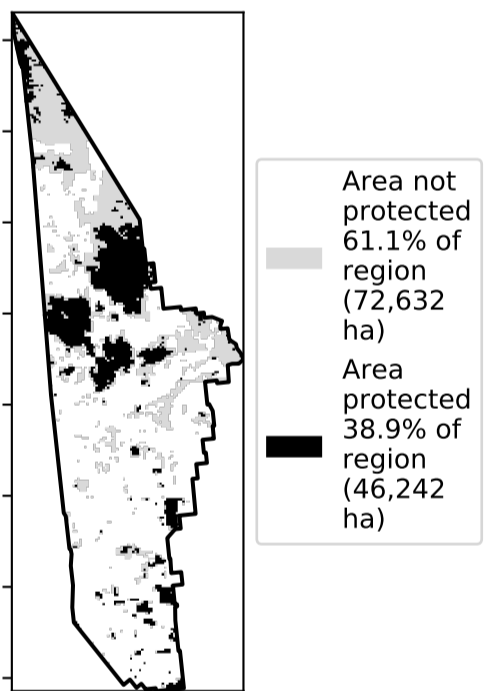 Area not
protected
61.1% of
region
(72,632
ha)
Area
protected
38.9% of
region
(46,242
ha)